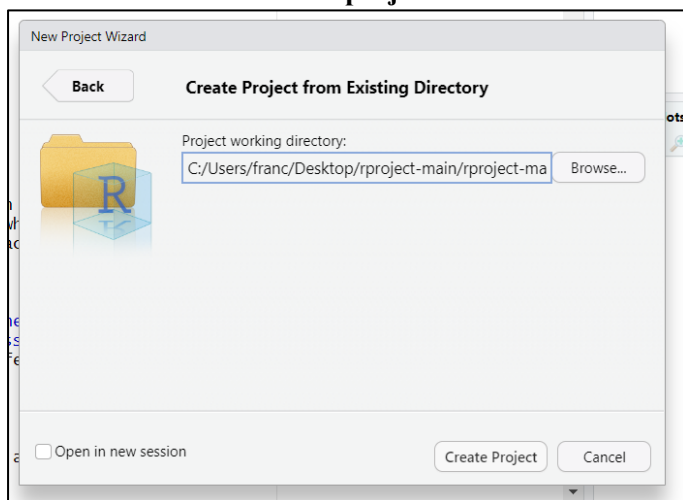 New Project Wizard
Back
Create Project from Existing Directory
ots
Project working directory:
C:/Users/franc/Desktop/rproject-main/rproject-ma
Browse...
R
Open in new session
Create Project
Cancel